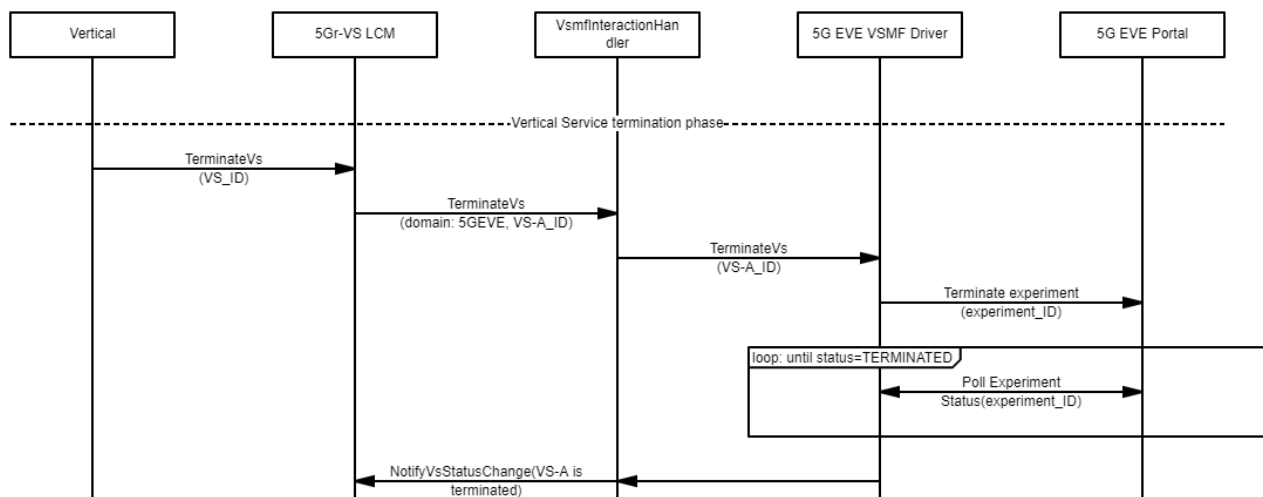 Vertical
5Gr-VS LCM
VsmfInteractionHan
dler
5G EVE VSMF Driver
5G EVE Portal
Vertical Service termination phase
TerminateVs
(VS_ID)
TerminateVs
(domain: 5GEVE, VS-A_ID)
TerminateVs
(VS-A_ID)
Terminate experiment
(experiment_ID)
loop: until status=TERMINATED
Poll Experiment
Status(experiment_ID)
NotifyVsStatusChange(VS-A is
terminated)